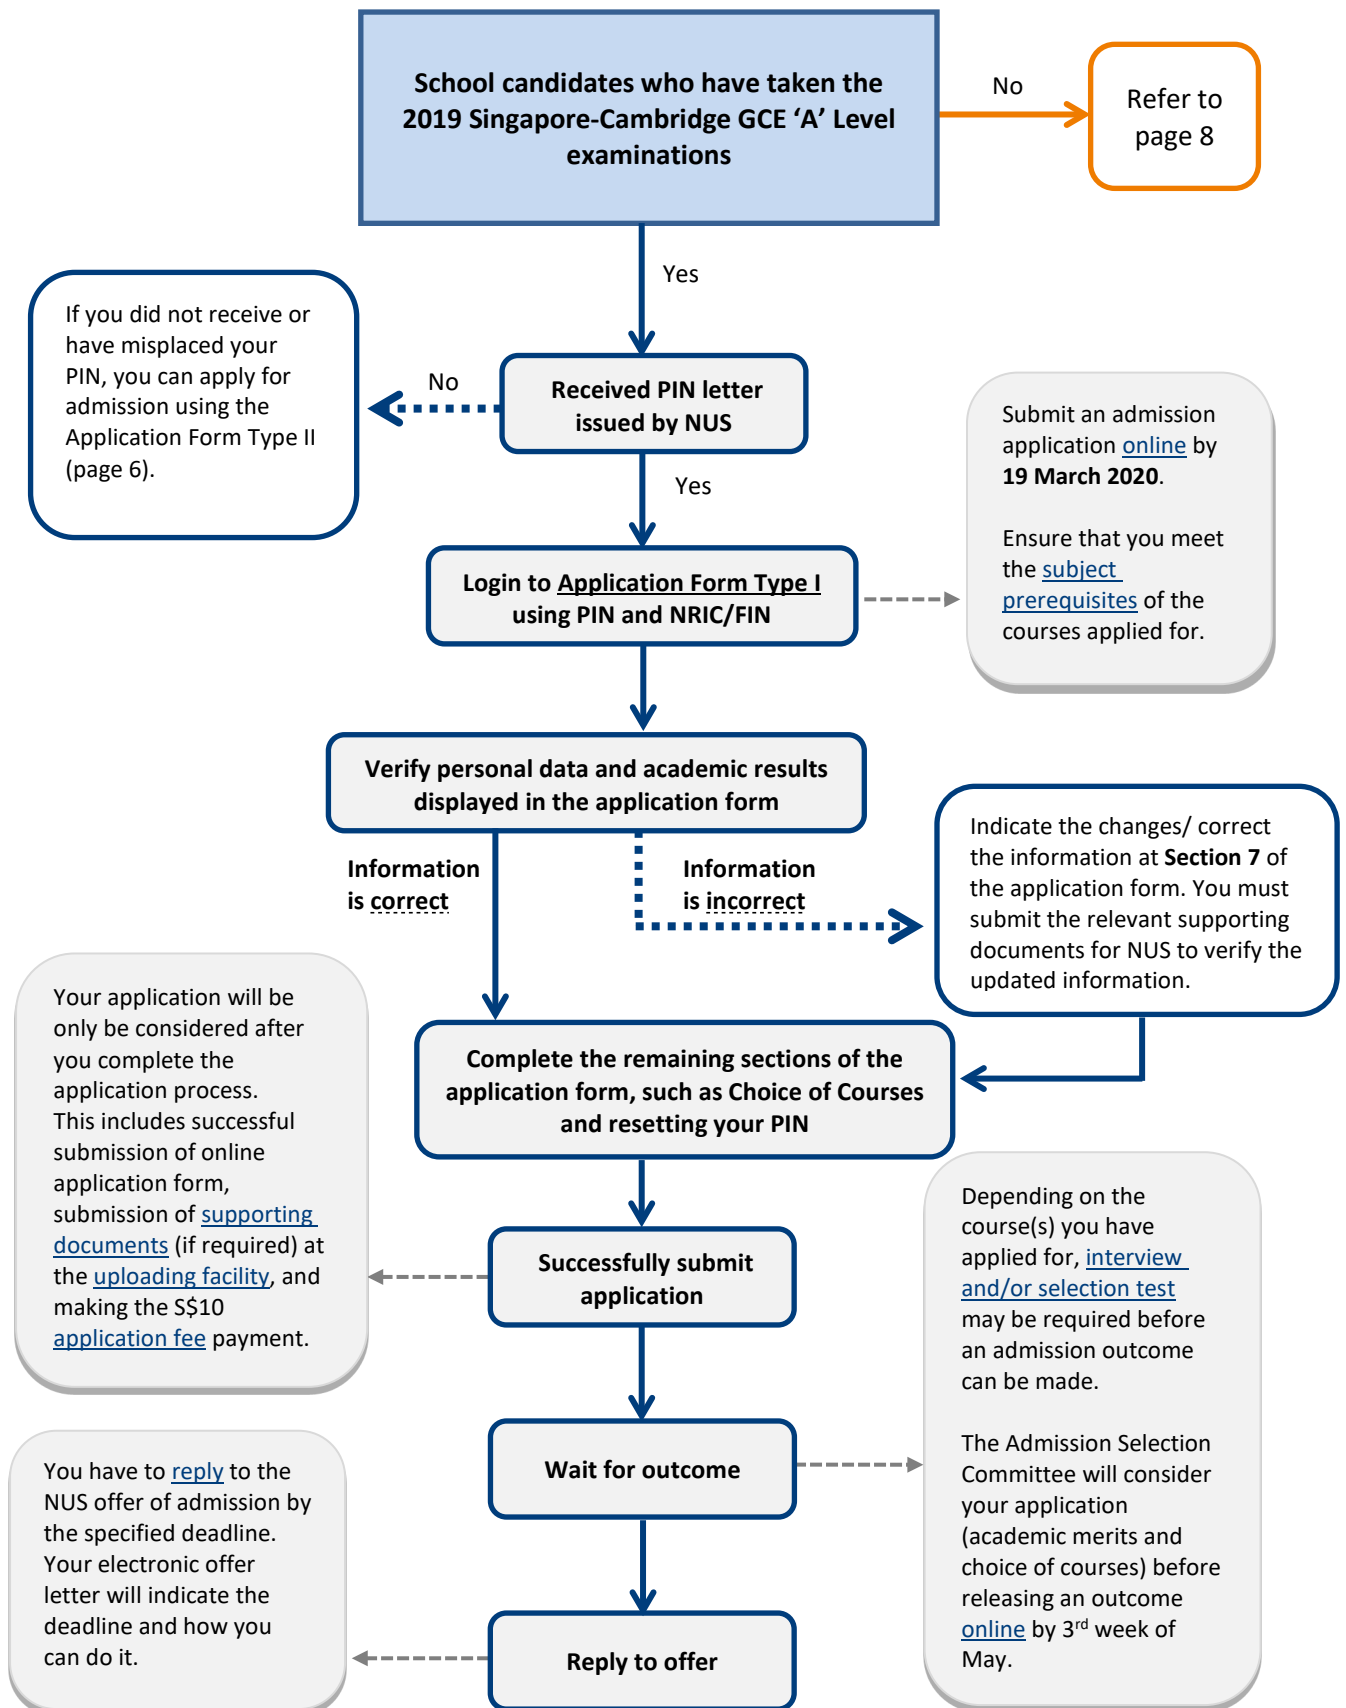 School candidates who have taken the
2019 Singapore-Cambridge GCE ‘A’ Level
examinations
No
Refer to
page 8
Yes
If you did not receive or
have misplaced your
PIN, you can apply for
admission using the
Application Form Type II
(page 6).
No
Received PIN letter
issued by NUS
Yes
Submit an admission
application online by
19 March 2020.
Ensure that you meet
the subject
prerequisites of the
courses applied for.
Login to Application Form Type I
using PIN and NRIC/FIN
Verify personal data and academic results
displayed in the application form
Information
is correct
Information
is incorrect
Indicate the changes/ correct
the information at Section 7 of
the application form. You must
submit the relevant supporting
documents for NUS to verify the
updated information.
Complete the remaining sections of the
application form, such as Choice of Courses
and resetting your PIN
Your application will be
only be considered after
you complete the
application process.
This includes successful
submission of online
application form,
submission of supporting
documents (if required) at
the uploading facility, and
making the S$10
application fee payment.
Successfully submit
application
Depending on the
course(s) you have
applied for, interview
and/or selection test
may be required before
an admission outcome
can be made.
The Admission Selection
Committee will consider
your application
(academic merits and
choice of courses) before
releasing an outcome
online by 3rd week of
May.
Wait for outcome
You have to reply to the
NUS offer of admission by
the specified deadline.
Your electronic offer
letter will indicate the
deadline and how you
can do it.
Reply to offer